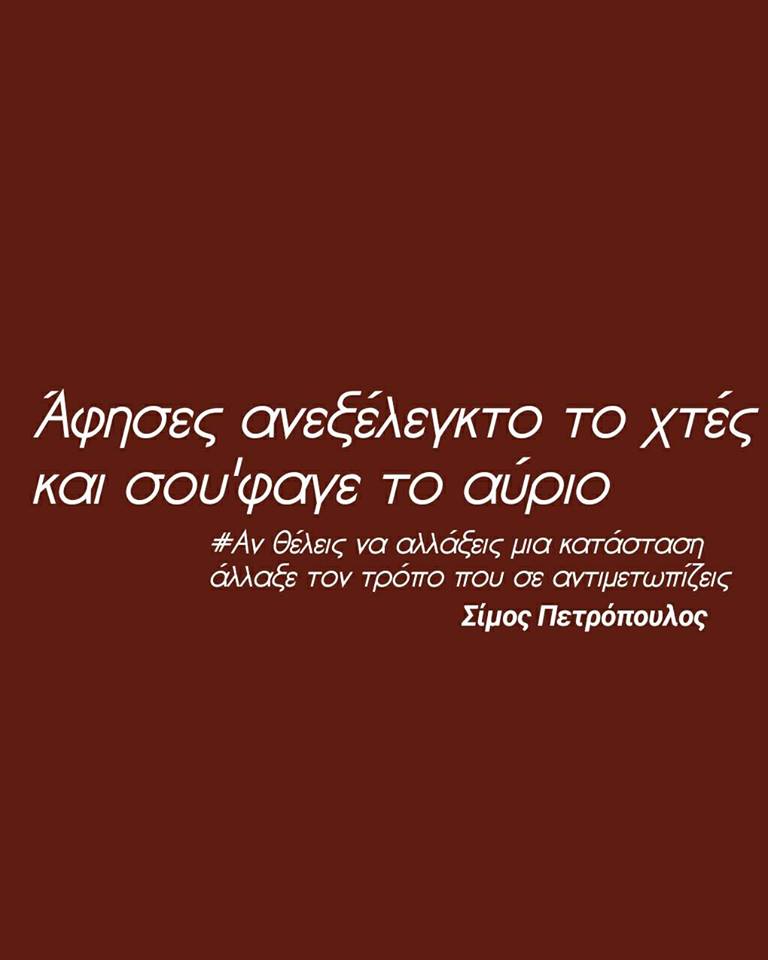 Άφησες ανεξέλεγκτο το χτές
και σου'φαγε το αύριο
#Αν θέλεις να αλλάξεις μια κατάσταση
άλλαξε τον τρόπο που σε αντιμετωπίζεις
Σίμος Πετρόπουλος